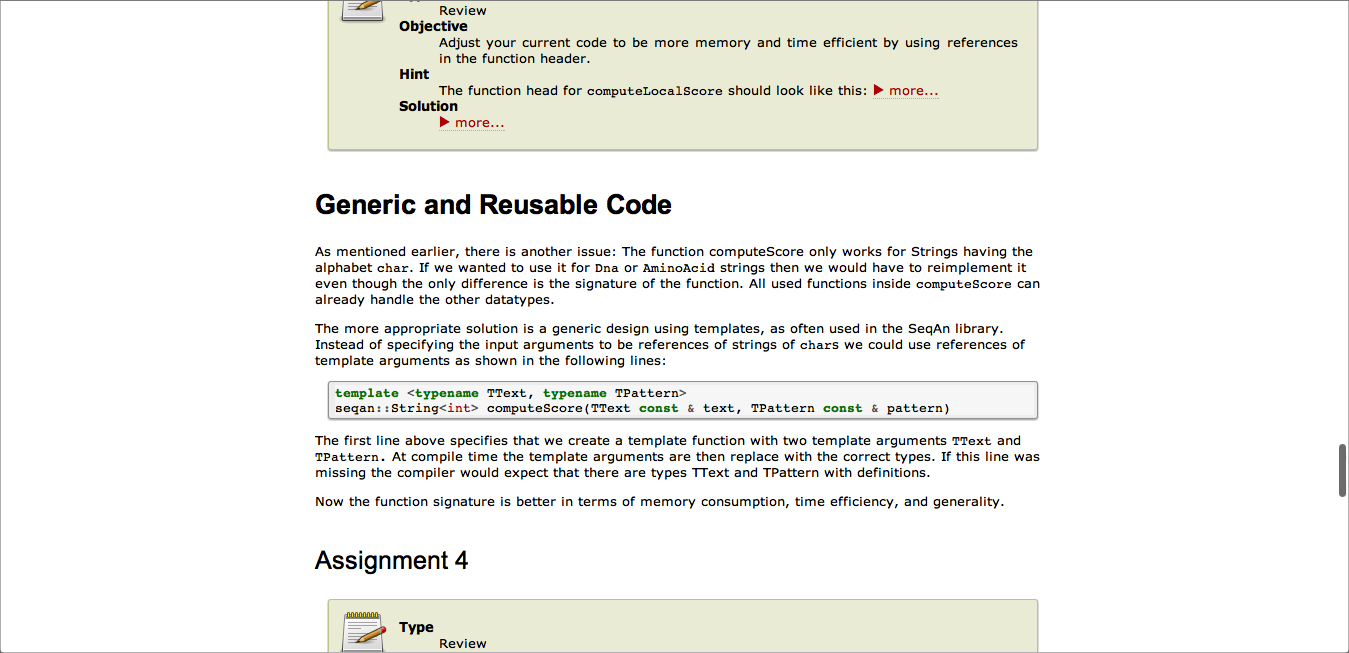 Review
Objective
Adjust your current code to be more memory and time efficient by using references
in the function header.
Hint
The function head for computeLocalScore should look like this: ▶ more...
Solution
▶ more...
Generic and Reusable Code
As mentioned earlier, there is another issue: The function computeScore only works for Strings having the
alphabet char. If we wanted to use it for Dna or AminoAcid strings then we would have to reimplement it
even though the only difference is the signature of the function. All used functions inside computeScore can
already handle the other datatypes.
The more appropriate solution is a generic design using templates, as often used in the SeqAn library.
Instead of specifying the input arguments to be references of strings of chars we could use references of
template arguments as shown in the following lines:
template <typename TText, typename TPattern>
seqan::String<int> computeScore(TText const & text, TPattern const & pattern)
The first line above specifies that we create a template function with two template arguments TText and
TPattern. At compile time the template arguments are then replace with the correct types. If this line was
missing the compiler would expect that there are types TText and TPattern with definitions.
Now the function signature is better in terms of memory consumption, time efficiency, and generality.
Assignment 4
Type
Review